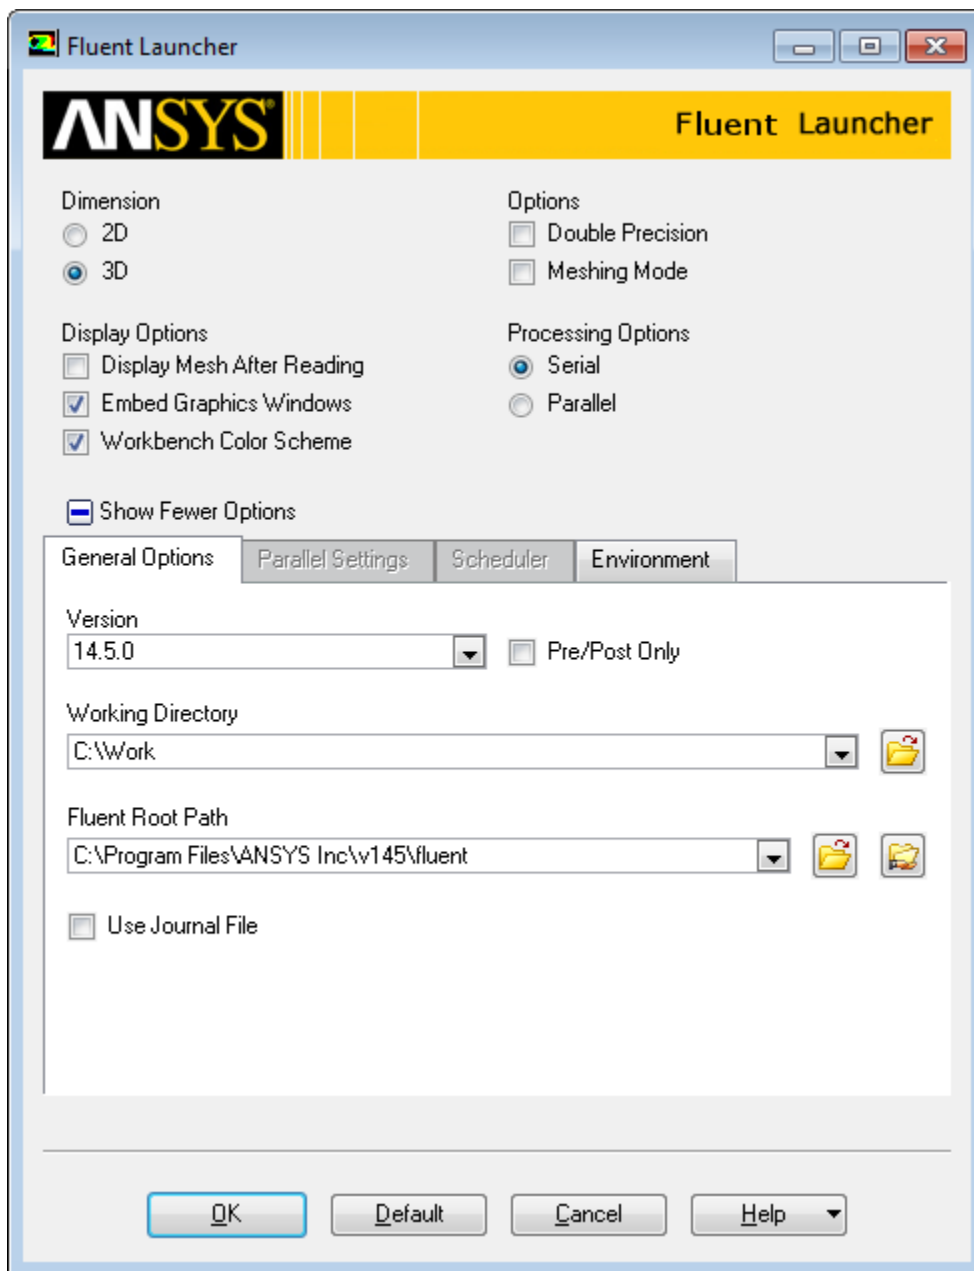 Fluent Launcher
ANSYS® Fluent Launcher
Dimension
2D
3D
Options
Double Precision
Meshing Mode
Display Options
Display Mesh After Reading
Embed Graphics Windows
Workbench Color Scheme
Processing Options
Serial
Parallel
Show Fewer Options
General Options Parallel Settings Scheduler Environment
Version
14.5.0 Pre/Post Only
Working Directory
C:\Work
Fluent Root Path
C:\Program Files\ANSYS Inc\v145\fluent
Use Journal File
OK Default Cancel Help